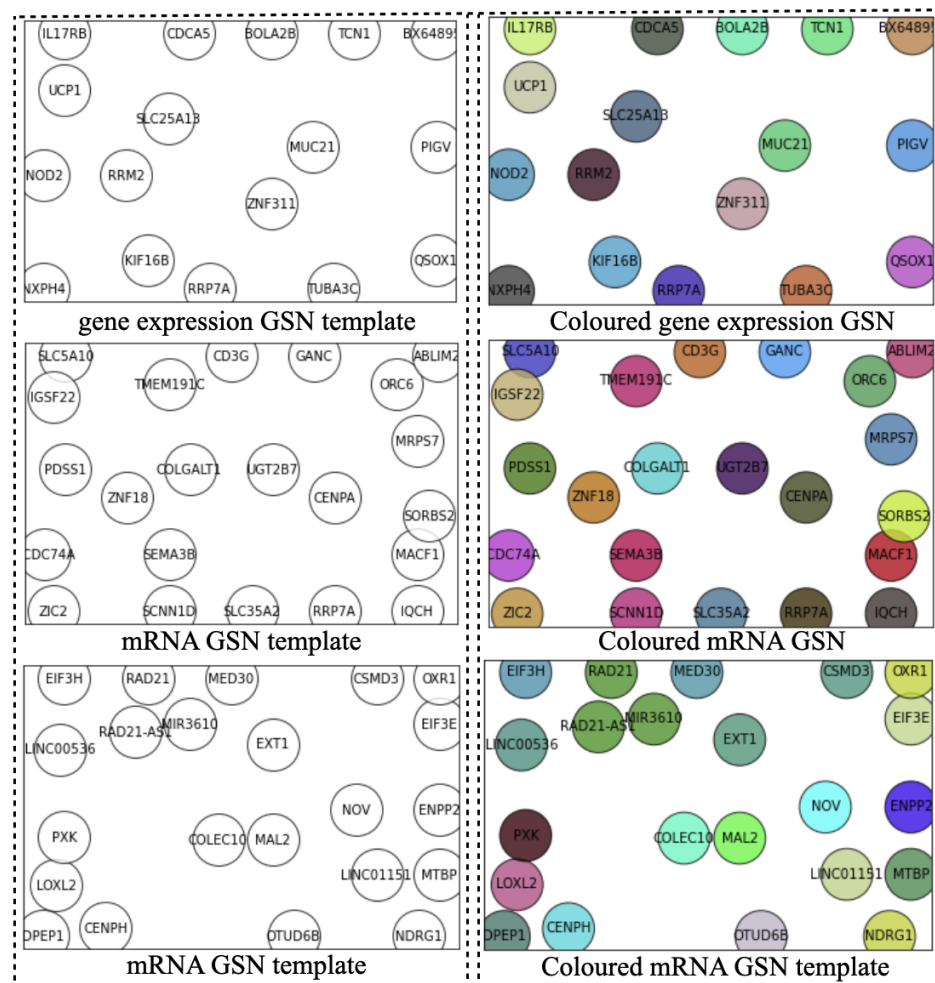 IL17RB CDCA5 BOLA2B TCN1 BX64895
UCP1
SLC25A13
MUC21 PIGV
NOD2 RRM2
ZNF311
KIF16B QSOX1
NXPH4 RRP7A TUBA3C
gene expression GSN template
IL17RB CDCA5 BOLA2B TCN1 BX64895
UCP1
SLC25A13
MUC21 PIGV
NOD2 RRM2
ZNF311
KIF16B QSOX1
NXPH4 RRP7A TUBA3C
Coloured gene expression GSN
SLC5A10 CD3G GANC ABLIM2
TMEM191C ORC6
IGSF22
MRPS7
PDSS1 COLGALT1 UGT2B7
ZNF18 CENPA
SORBS2
CDC74A SEMA3B MACF1
ZIC2 SCNN1D SLC35A2 RRP7A IQCH
mRNA GSN template
SLC5A10 CD3G GANC ABLIM2
TMEM191C ORC6
IGSF22
MRPS7
PDSS1 COLGALT1 UGT2B7
ZNF18 CENPA
SORBS2
CDC74A SEMA3B MACF1
ZIC2 SCNN1D SLC35A2 RRP7A IQCH
Coloured mRNA GSN
EIF3H RAD21 MED30 CSMD3 OXR1
RAD21-AS1 MIR3610 EIF3E
LINC00536 EXT1
NOV ENPP2
PXK COLEC10 MAL2
LOXL2 LINC01151 MTBP
DPEP1 CENPH OTUD6B NDRG1
mRNA GSN template
EIF3H RAD21 MED30 CSMD3 OXR1
RAD21-AS1 MIR3610 EIF3E
LINC00536 EXT1
NOV ENPP2
PXK COLEC10 MAL2
LOXL2 LINC01151 MTBP
DPEP1 CENPH OTUD6B NDRG1
Coloured mRNA GSN template